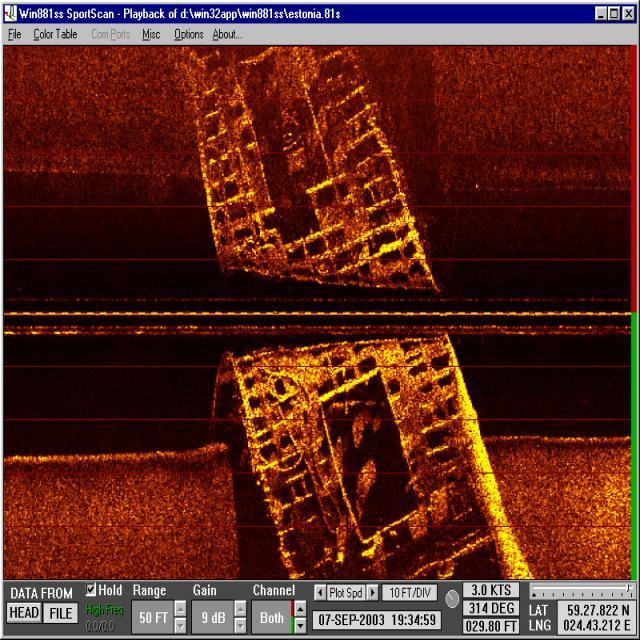 Win881ss SportScan - Playback of d:\win32app\win881ss\estonia.81s
File Color Table Com Ports Misc Options About...
DATA FROM Hold Range Gain Channel Plot Spd 10 FT/DIV 3.0 KTS
HEAD FILE High Freq 50 FT 9 dB Both 314 DEG LAT 59.27.822 N
0.0/0.0 07-SEP-2003 19:34:59 029.80 FT LNG 024.43.212 E